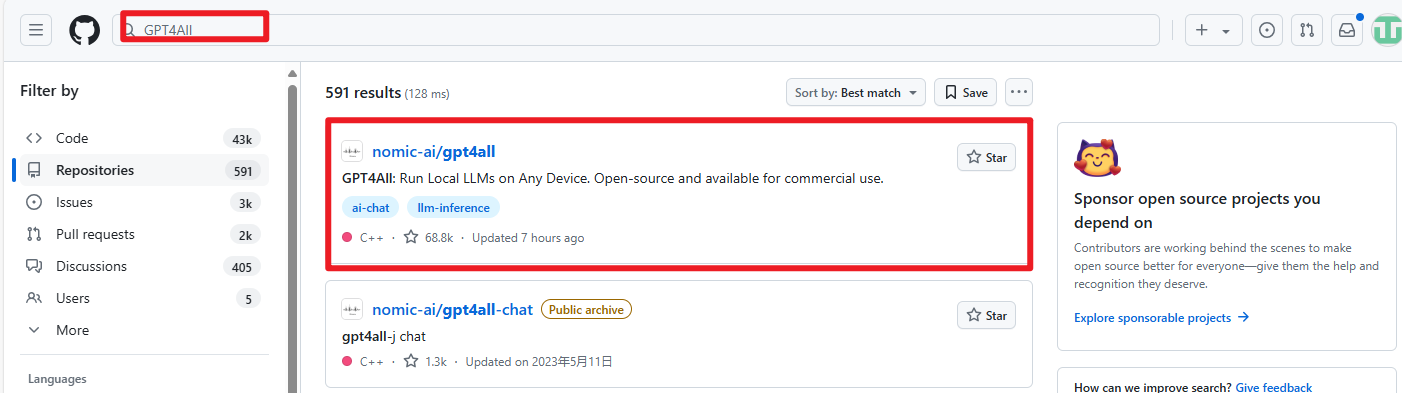 GPT4All
Filter by
Code 43k
Repositories 591
Issues 3k
Pull requests 2k
Discussions 405
Users 5
More
Languages
591 results (128 ms)
Sort by: Best match
Save
nomic-ai/gpt4all
Star
GPT4All: Run Local LLMs on Any Device. Open-source and available for commercial use.
ai-chat llm-inference
C++ · 68.8k · Updated 7 hours ago
nomic-ai/gpt4all-chat Public archive
Star
gpt4all-j chat
C++ · 1.3k · Updated on 2023年5月11日
Sponsor open source projects you
depend on
Contributors are working behind the scenes to make
open source better for everyone—give them the help and
recognition they deserve.
Explore sponsorable projects
How can we improve search? Give feedback